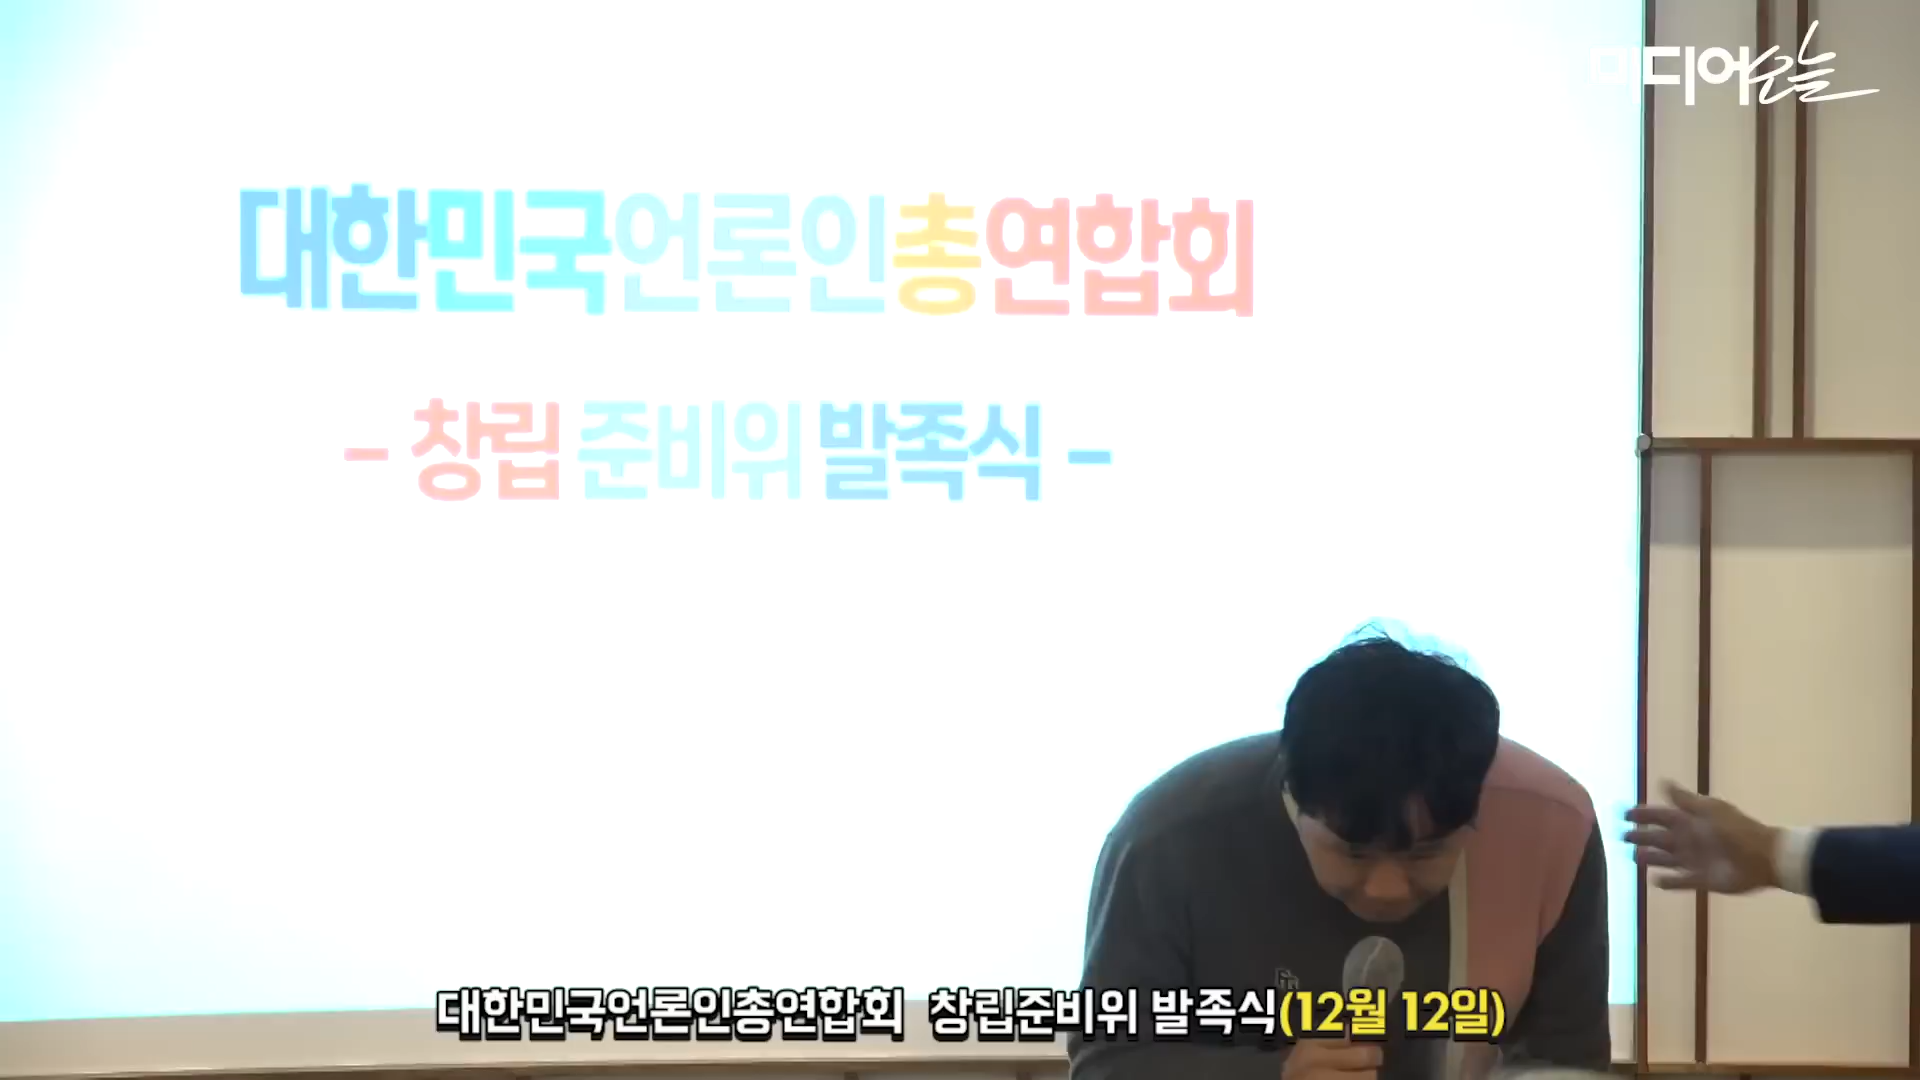 미디어오늘
대한민국언론인총연합회
- 창립 준비위 발족식 -
대한민국언론인총연합회 창립준비위 발족식(12월 12일)